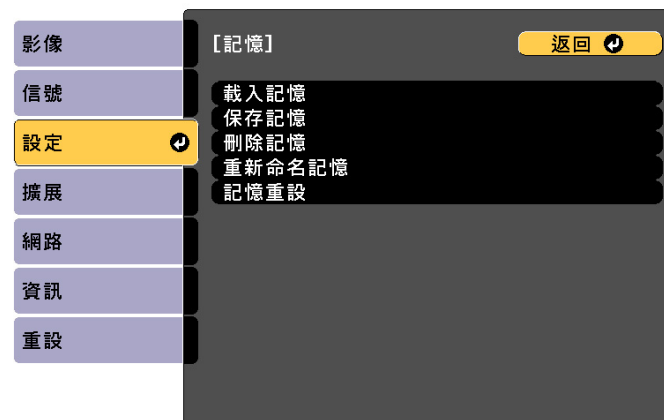 影像
信號
設定
擴展
網路
資訊
重設
[記憶]
返回
載入記憶
保存記憶
刪除記憶
重新命名記憶
記憶重設